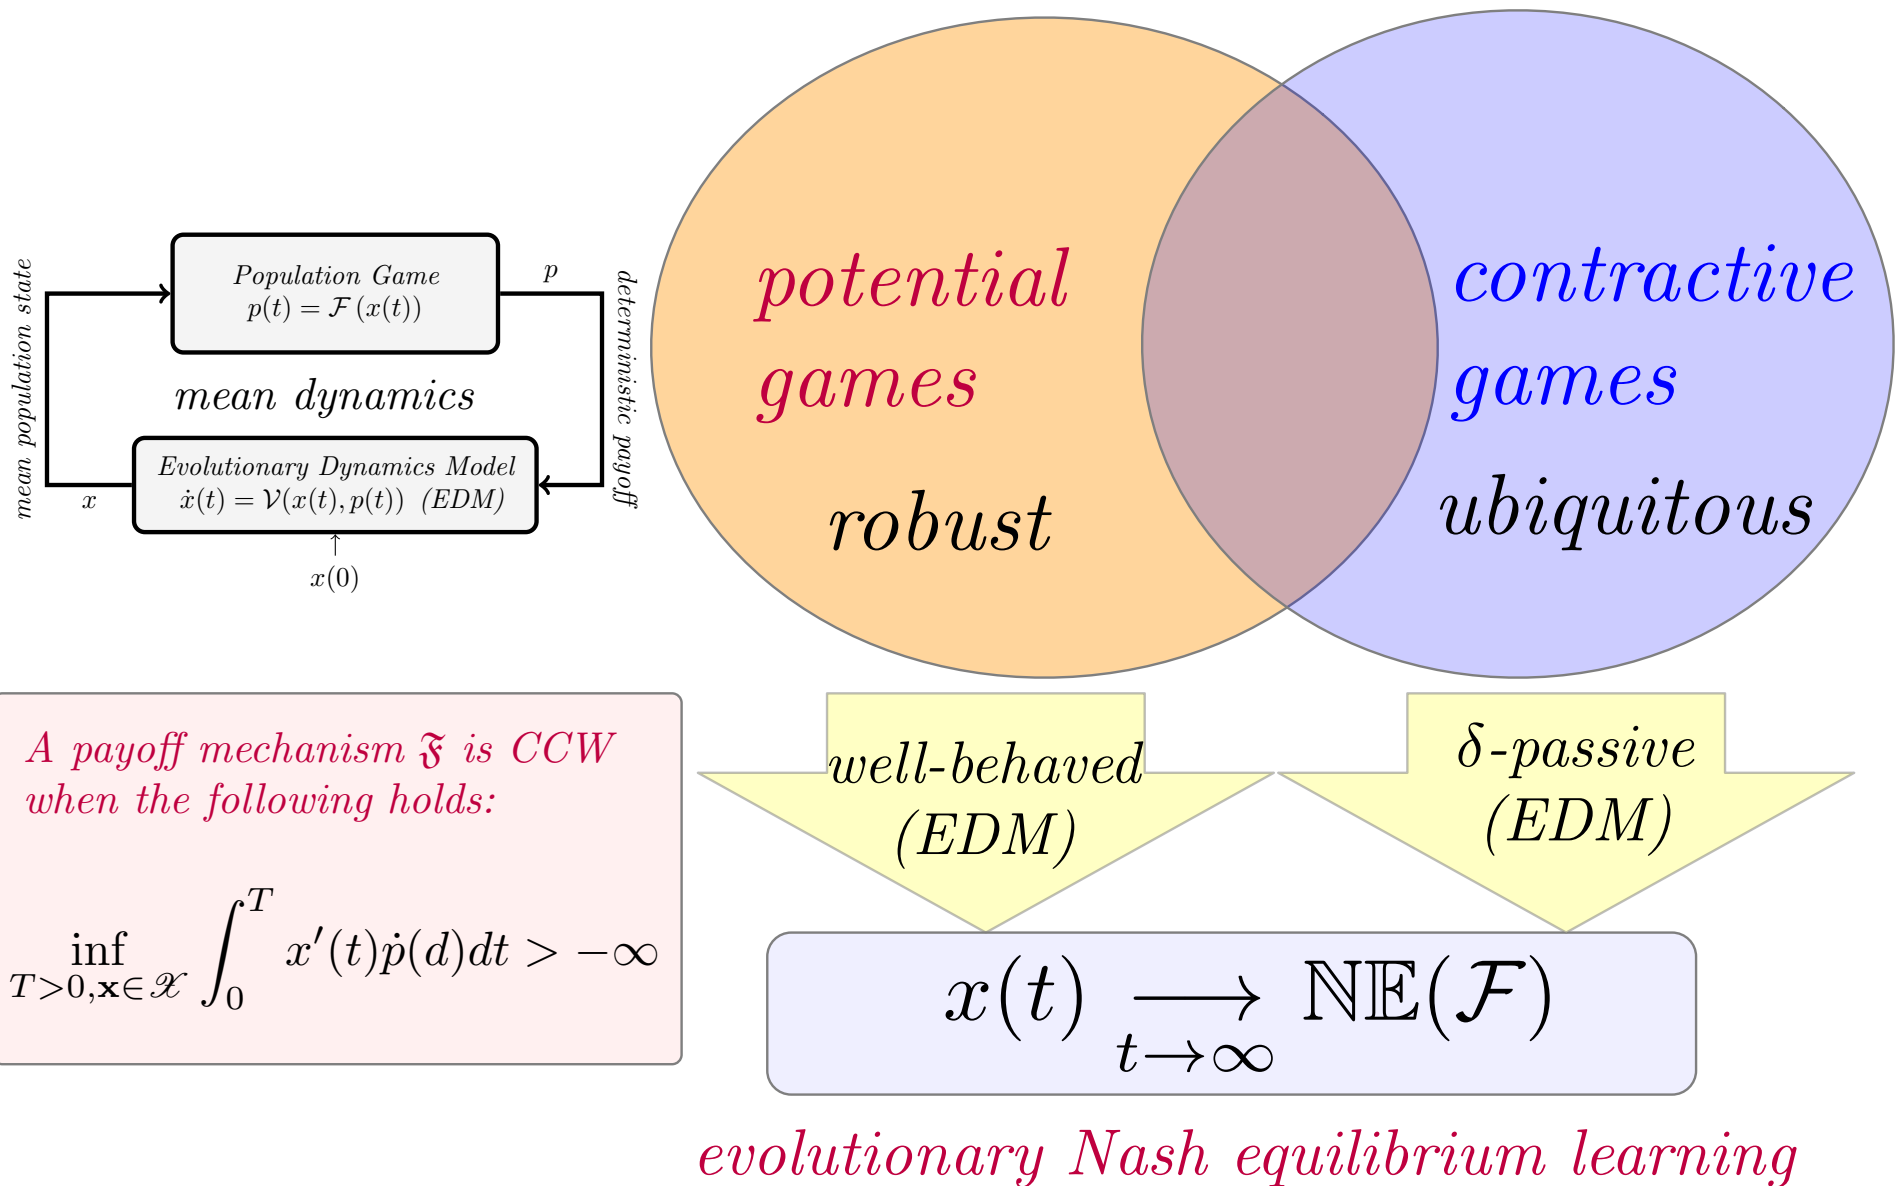 mean population state
Population Game
p(t) = ℱ (x(t))
p
deterministic payoff
mean dynamics
Evolutionary Dynamics Model
ẋ(t) = 𝒱(x(t), p(t)) (EDM)
x
↑
x(0)
potential
games
robust
contractive
games
ubiquitous
A payoff mechanism 𝔉 is CCW
when the following holds:
inf_{T>0,𝐱∈𝒳} ∫_0^T x′(t)ṗ(d)dt > −∞
well-behaved
(EDM)
δ-passive
(EDM)
x(t) ⟶_{t→∞} ℕ𝔼(ℱ)
evolutionary Nash equilibrium learning